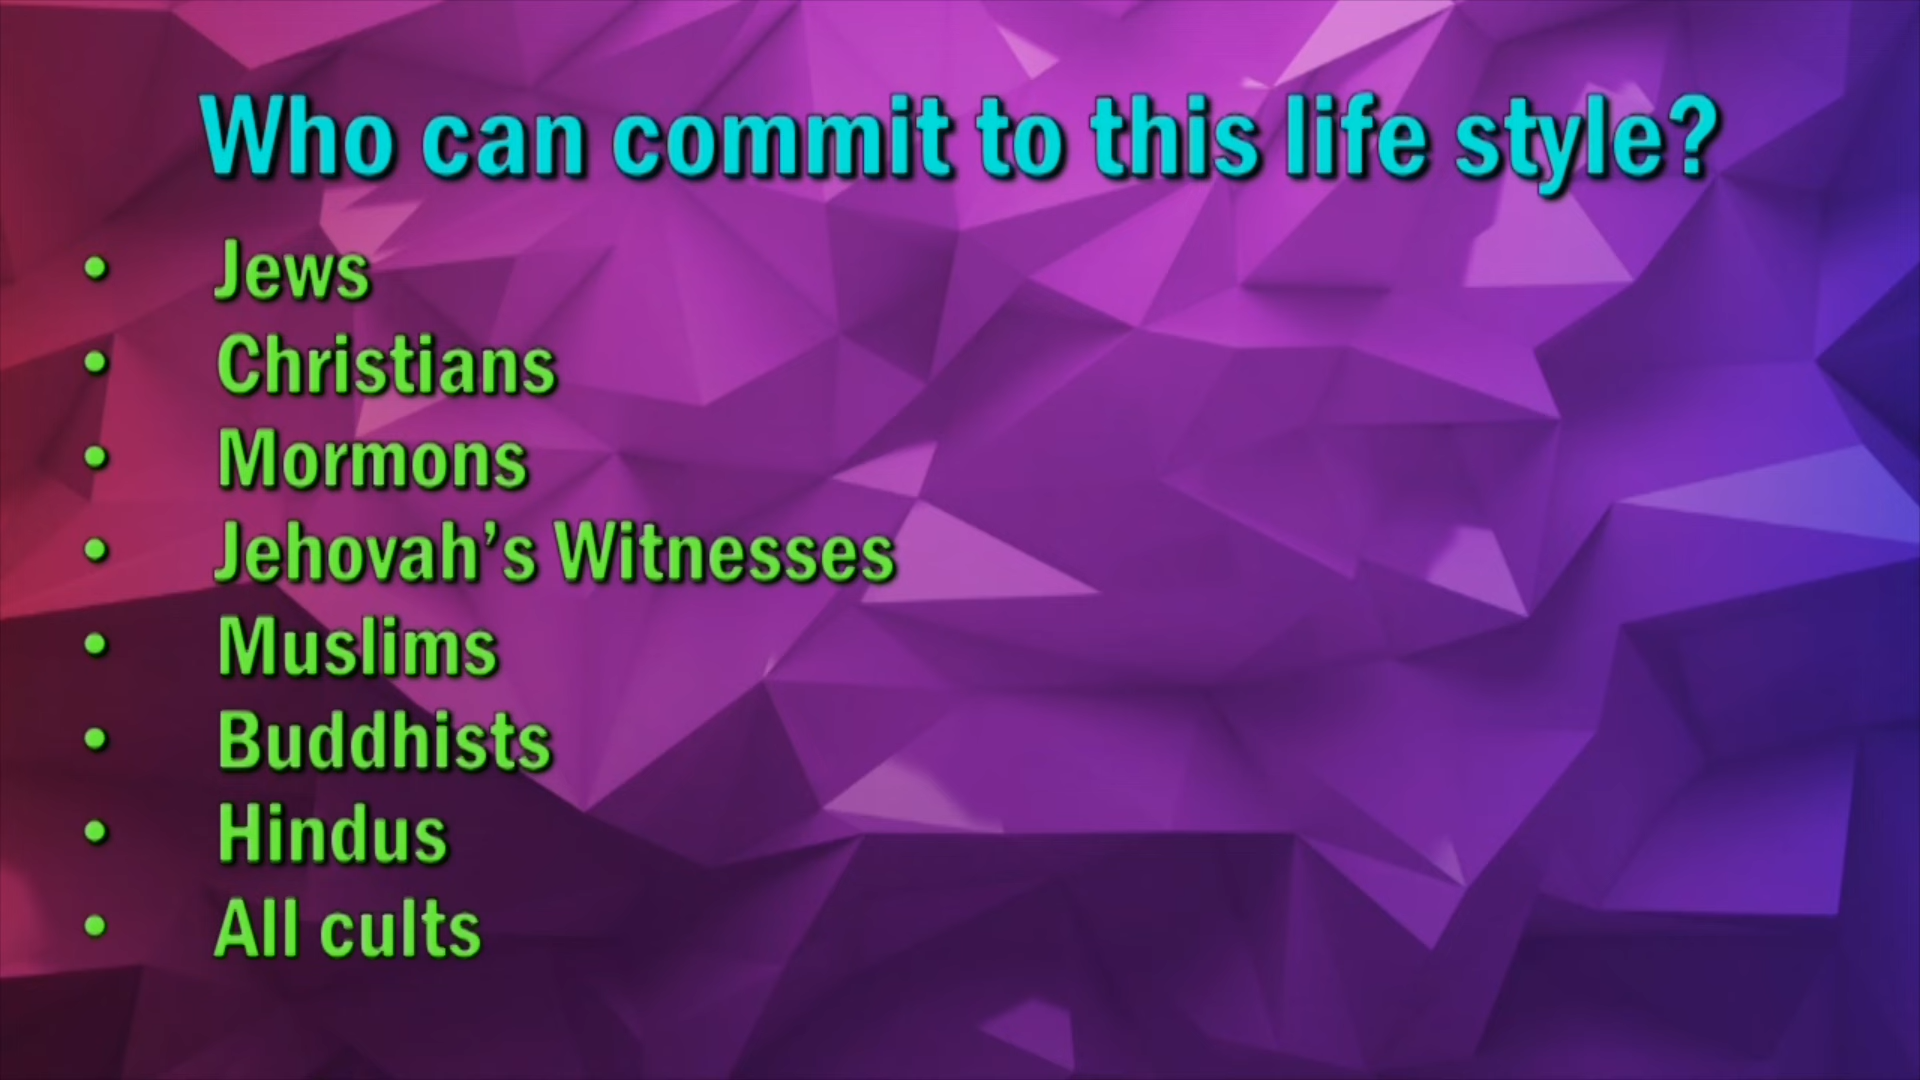 Who can commit to this life style?
• Jews
• Christians
• Mormons
• Jehovah’s Witnesses
• Muslims
• Buddhists
• Hindus
• All cults